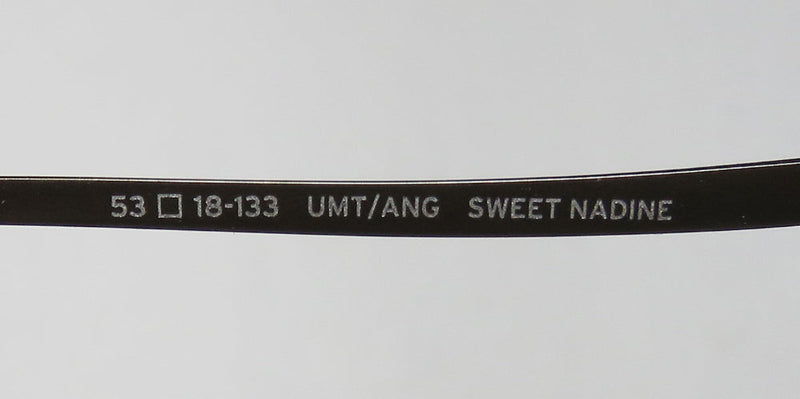 53 □ 18-133 UMT/ANG SWEET NADINE